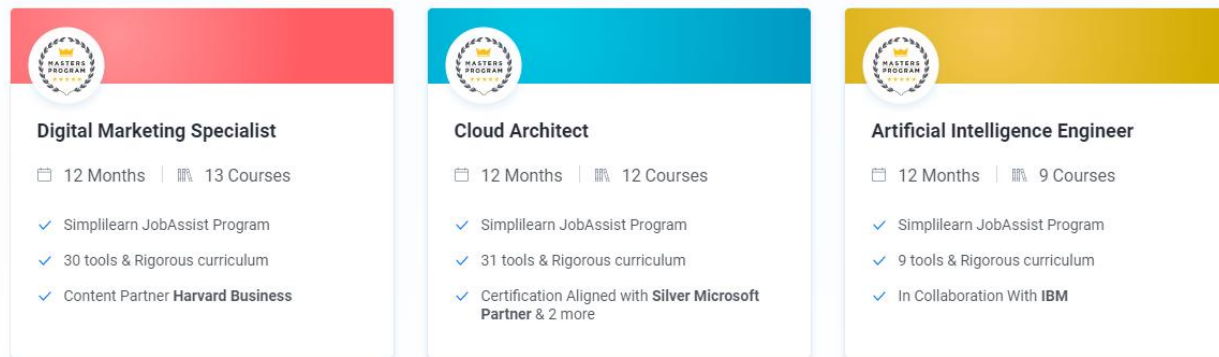 MASTERS
PROGRAM
Digital Marketing Specialist
12 Months
13 Courses
Simplilearn JobAssist Program
30 tools & Rigorous curriculum
Content Partner Harvard Business
MASTERS
PROGRAM
Cloud Architect
12 Months
12 Courses
Simplilearn JobAssist Program
31 tools & Rigorous curriculum
Certification Aligned with Silver Microsoft
Partner & 2 more
MASTERS
PROGRAM
Artificial Intelligence Engineer
12 Months
9 Courses
Simplilearn JobAssist Program
9 tools & Rigorous curriculum
In Collaboration With IBM